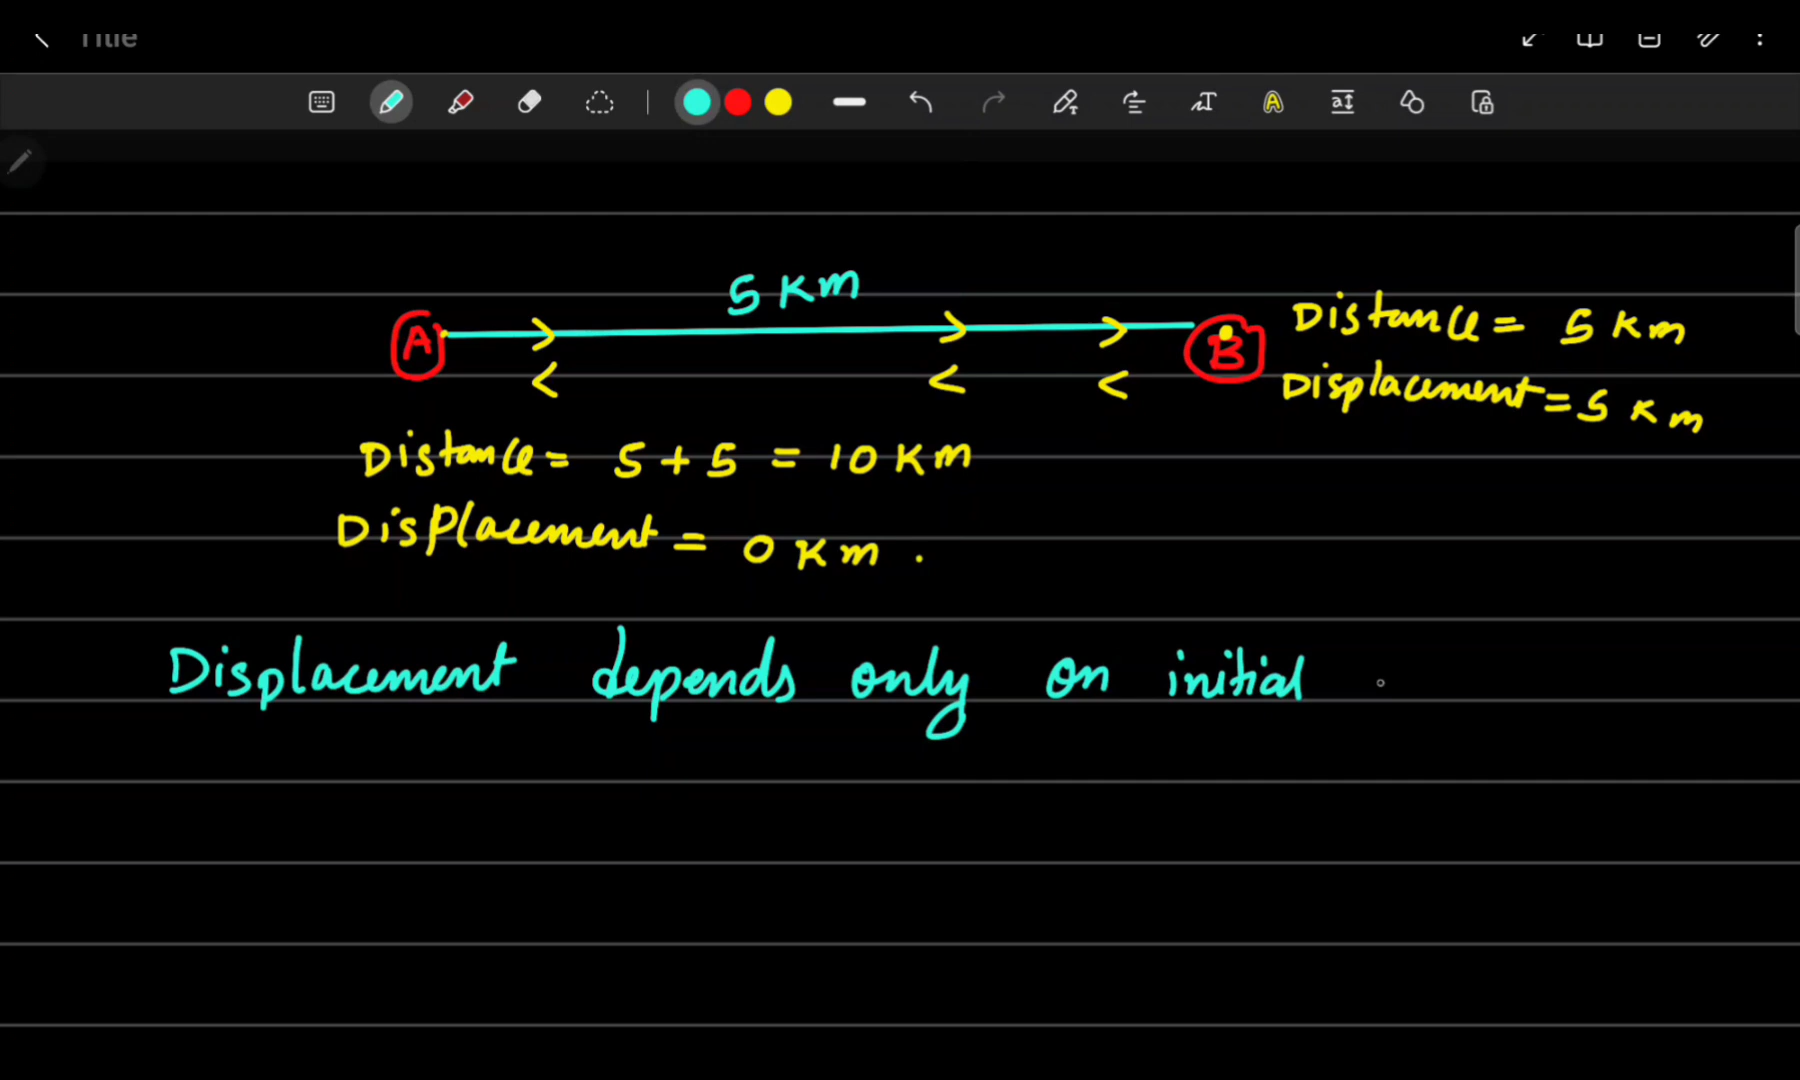 Title
5 Km
A
B
Distance = 5 Km
Displacement = 5 Km
Distance = 5 + 5 = 10 Km
Displacement = 0 Km .
Displacement depends only on initial